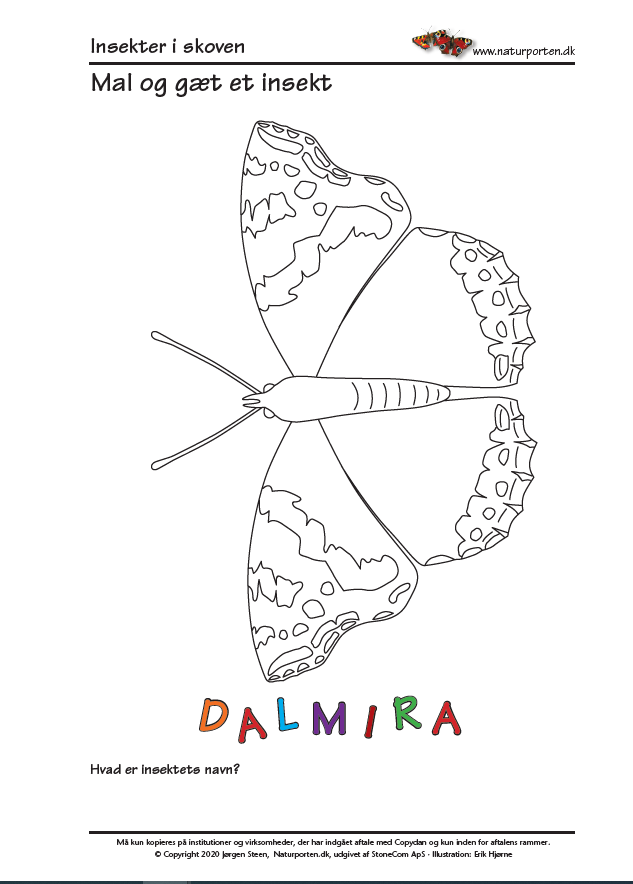 Insekter i skoven
www.naturporten.dk
Mal og gæt et insekt
DALMIRA
Hvad er insektets navn?
Må kun kopieres på institutioner og virksomheder, der har indgået aftale med Copydan og kun inden for aftalens rammer.
© Copyright 2020 Jørgen Steen, Naturporten.dk, udgivet af StoneCom ApS · Illustration: Erik Hjørne